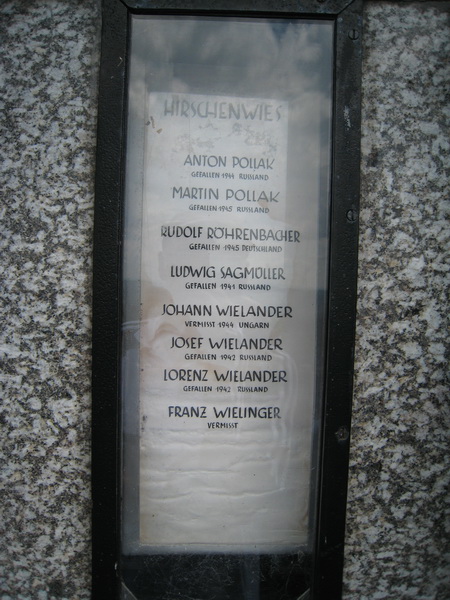 HIRSCHENWIES
ANTON POLLAK
GEFALLEN 1944 RUSSLAND
MARTIN POLLAK
GEFALLEN 1945 RUSSLAND
RUDOLF RÖHRENBACHER
GEFALLEN 1945 DEUTSCHLAND
LUDWIG SAGMÜLLER
GEFALLEN 1941 RUSSLAND
JOHANN WIELANDER
VERMISST 1944 UNGARN
JOSEF WIELANDER
GEFALLEN 1942 RUSSLAND
LORENZ WIELANDER
GEFALLEN 1942 RUSSLAND
FRANZ WIELINGER
VERMISST